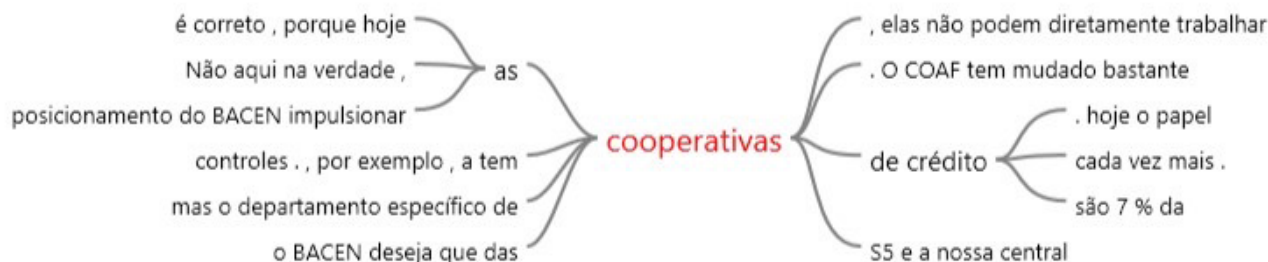 é correto , porque hoje
Não aqui na verdade ,
posicionamento do BACEN impulsionar
as
controles . , por exemplo , a tem
mas o departamento específico de
o BACEN deseja que das
cooperativas
, elas não podem diretamente trabalhar
. O COAF tem mudado bastante
de crédito
. hoje o papel
cada vez mais .
são 7 % da
S5 e a nossa central